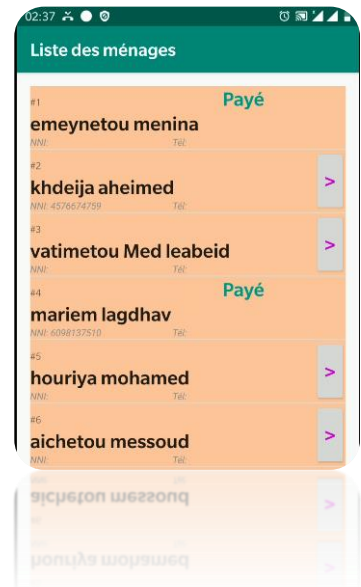 02:37
Liste des ménages
#1 Payé
emeynetou menina
NNI: Tél:
#2
khdeija aheimed >
NNI: 4576674759 Tél:
#3
vatimetou Med leabeid >
NNI: Tél:
#4 Payé
mariem lagdhav
NNI: 6098137510 Tél:
#5
houriya mohamed >
NNI: Tél:
#6
aichetou messoud >
NNI: Tél: